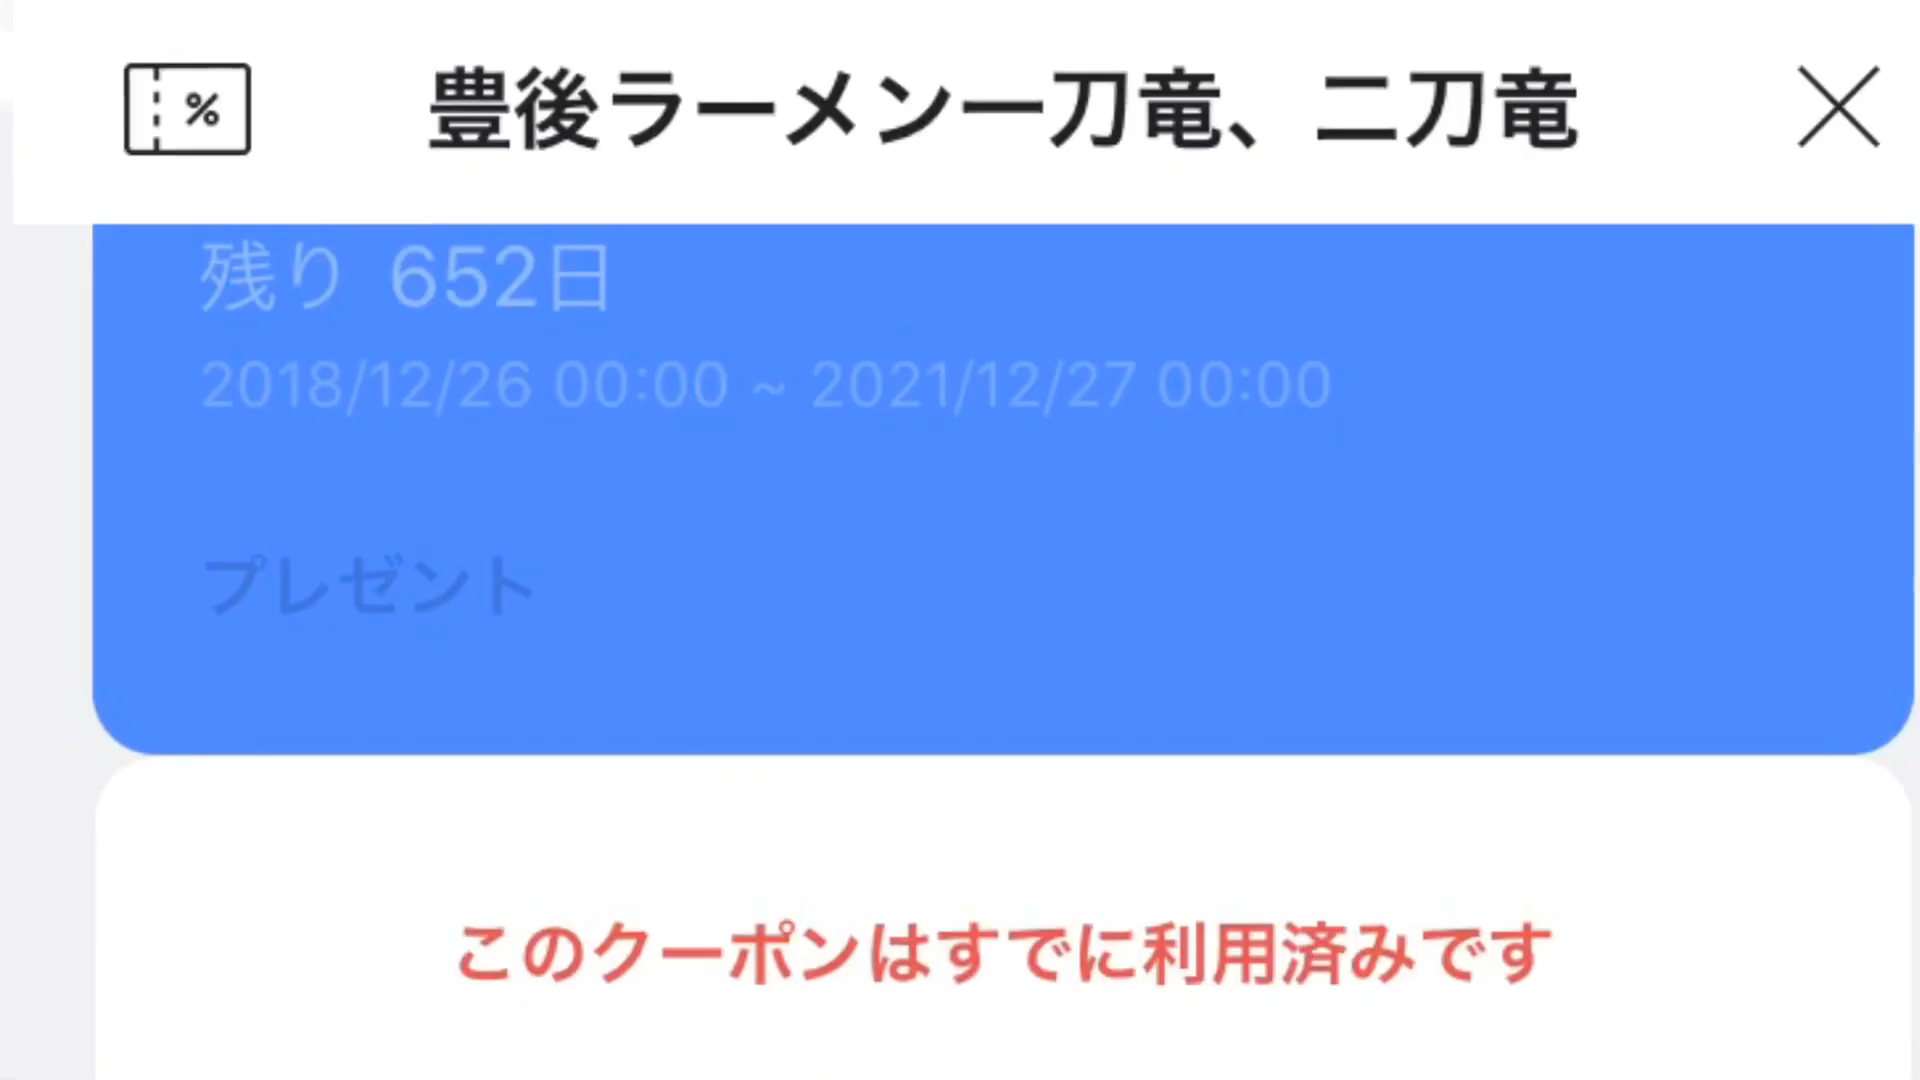 %
豊後ラーメン一刀竜、二刀竜
残り 652日
2018/12/26 00:00 ~ 2021/12/27 00:00
プレゼント
このクーポンはすでに利用済みです